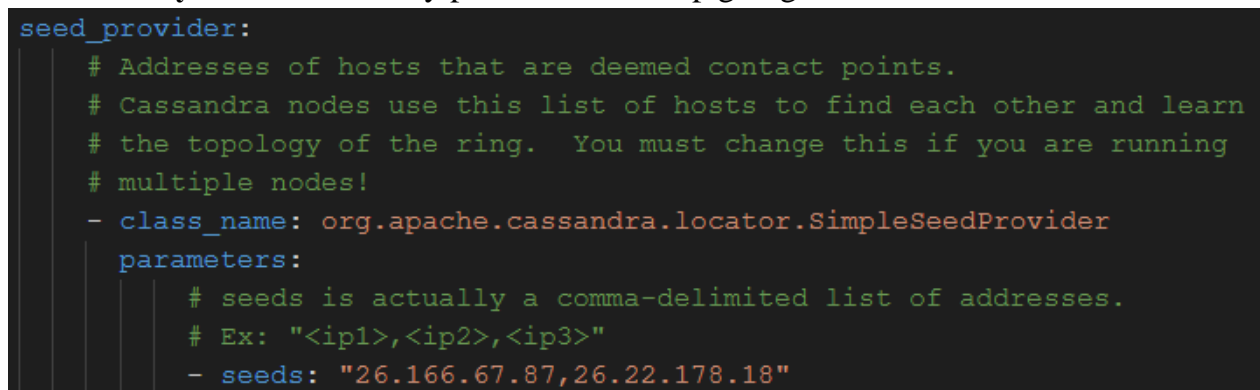 seed_provider:
# Addresses of hosts that are deemed contact points.
# Cassandra nodes use this list of hosts to find each other and learn
# the topology of the ring.  You must change this if you are running
# multiple nodes!
- class_name: org.apache.cassandra.locator.SimpleSeedProvider
parameters:
# seeds is actually a comma-delimited list of addresses.
# Ex: "<ip1>,<ip2>,<ip3>"
- seeds: "26.166.67.87,26.22.178.18"